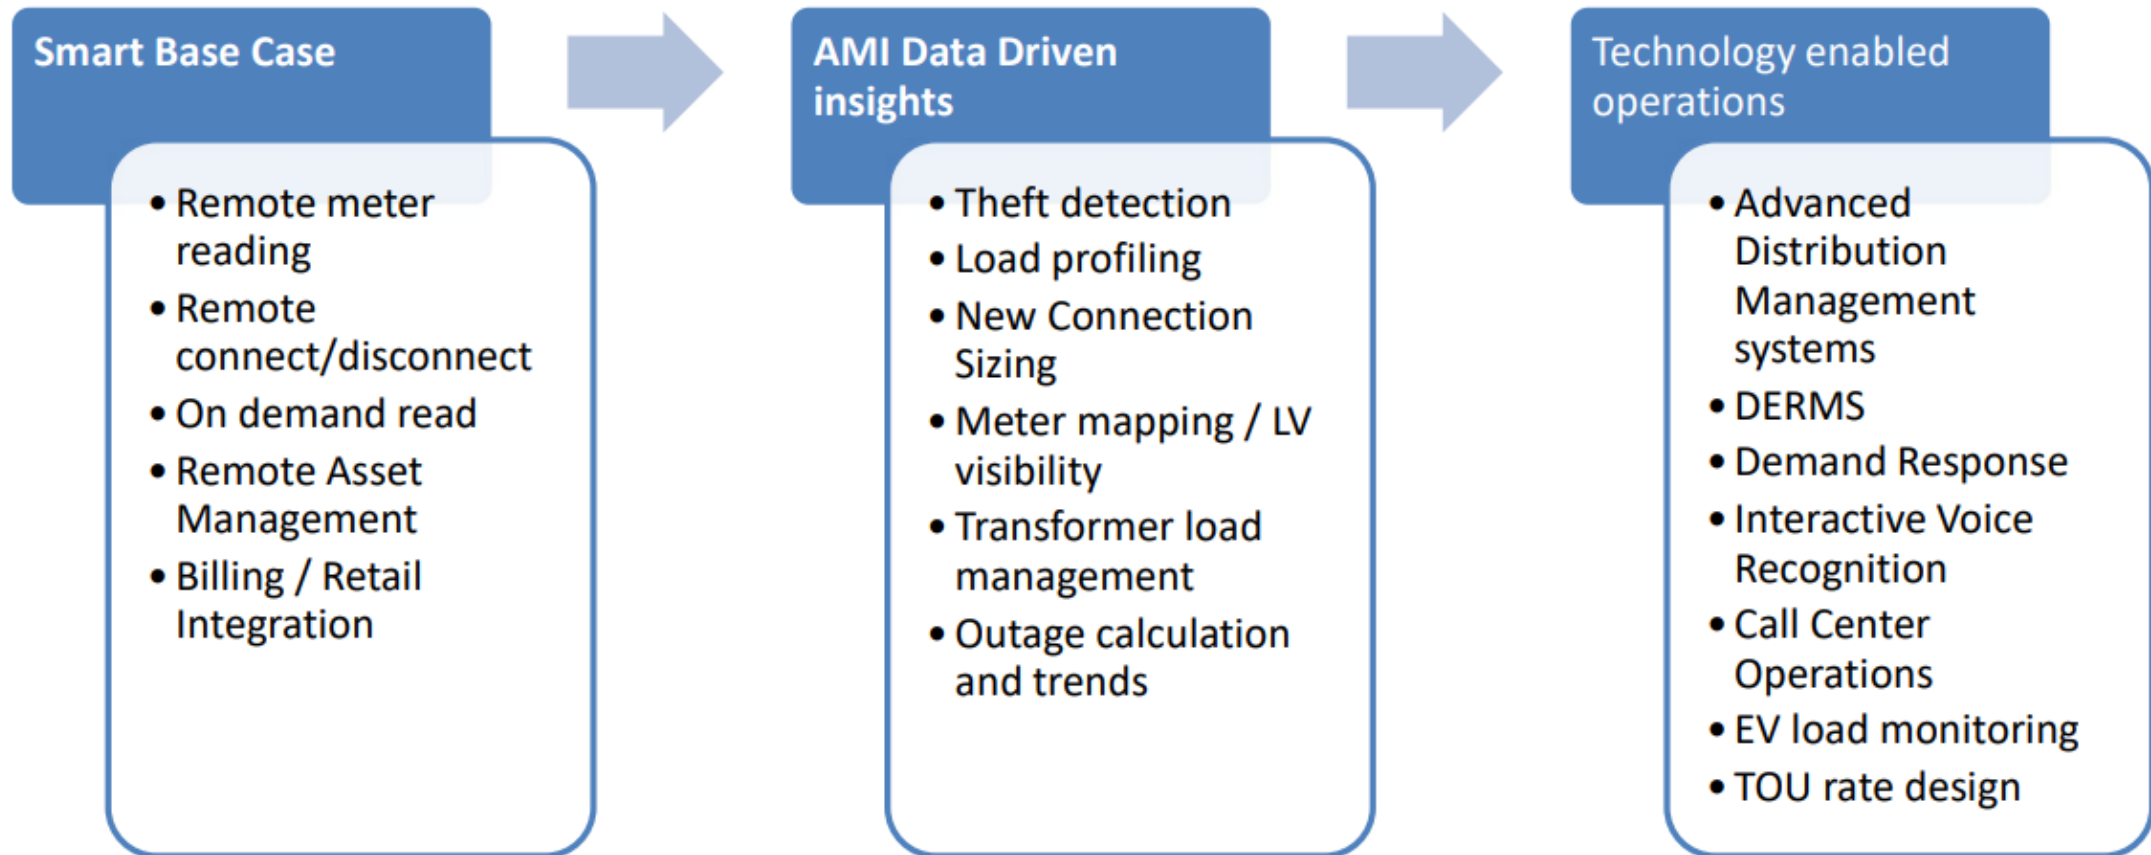 Smart Base Case
• Remote meter
reading
• Remote
connect/disconnect
• On demand read
• Remote Asset
Management
• Billing / Retail
Integration
AMI Data Driven
insights
• Theft detection
• Load profiling
• New Connection
Sizing
• Meter mapping / LV
visibility
• Transformer load
management
• Outage calculation
and trends
Technology enabled
operations
• Advanced
Distribution
Management
systems
• DERMS
• Demand Response
• Interactive Voice
Recognition
• Call Center
Operations
• EV load monitoring
• TOU rate design